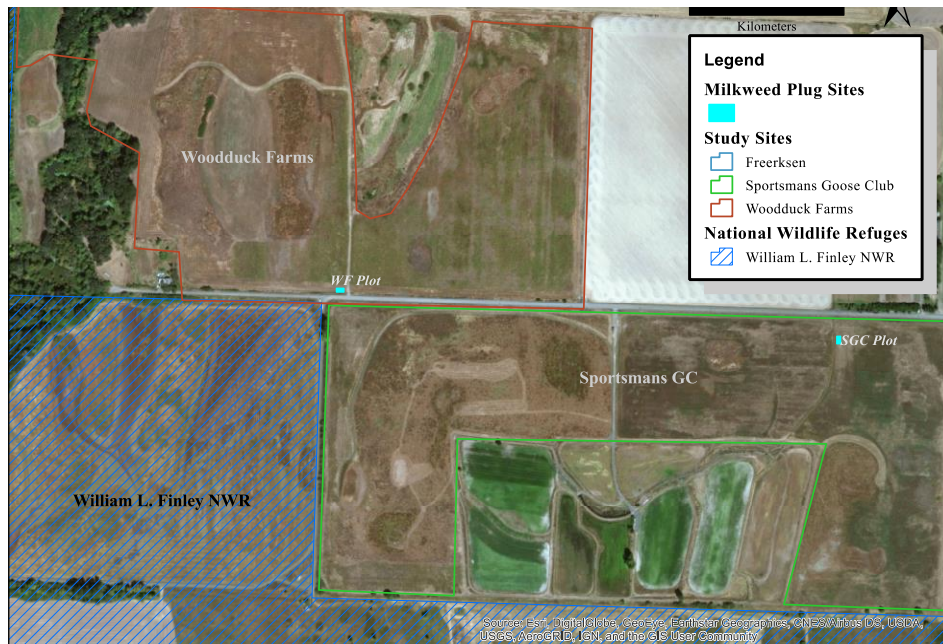 Kilometers
Legend
Milkweed Plug Sites
Study Sites
Freerksen
Sportsmans Goose Club
Woodduck Farms
National Wildlife Refuges
William L. Finley NWR
Woodduck Farms
WF Plot
SGC Plot
Sportsmans GC
William L. Finley NWR
Source: Esri, DigitalGlobe, GeoEye, Earthstar Geographics, CNES/Airbus DS, USDA,
USGS, AeroGRID, IGN, and the GIS User Community